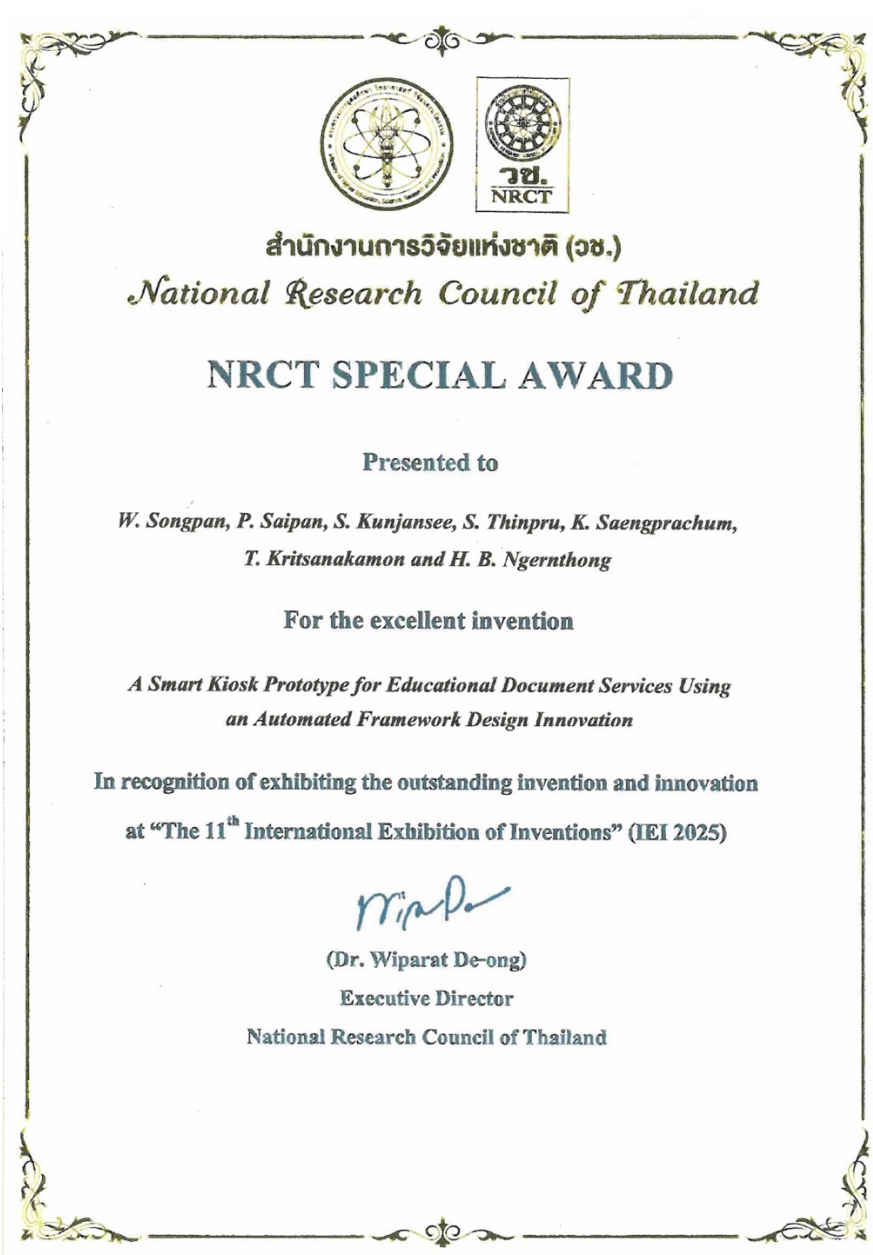 วช.
NRCT
สำนักงานการวิจัยแห่งชาติ (วช.)
National Research Council of Thailand
NRCT SPECIAL AWARD
Presented to
W. Songpan, P. Saipan, S. Kunjansee, S. Thinpru, K. Saengprachum,
T. Kritsanakamon and H. B. Ngernthong
For the excellent invention
A Smart Kiosk Prototype for Educational Document Services Using
an Automated Framework Design Innovation
In recognition of exhibiting the outstanding invention and innovation
at “The 11th International Exhibition of Inventions” (IEI 2025)
(Dr. Wiparat De-ong)
Executive Director
National Research Council of Thailand